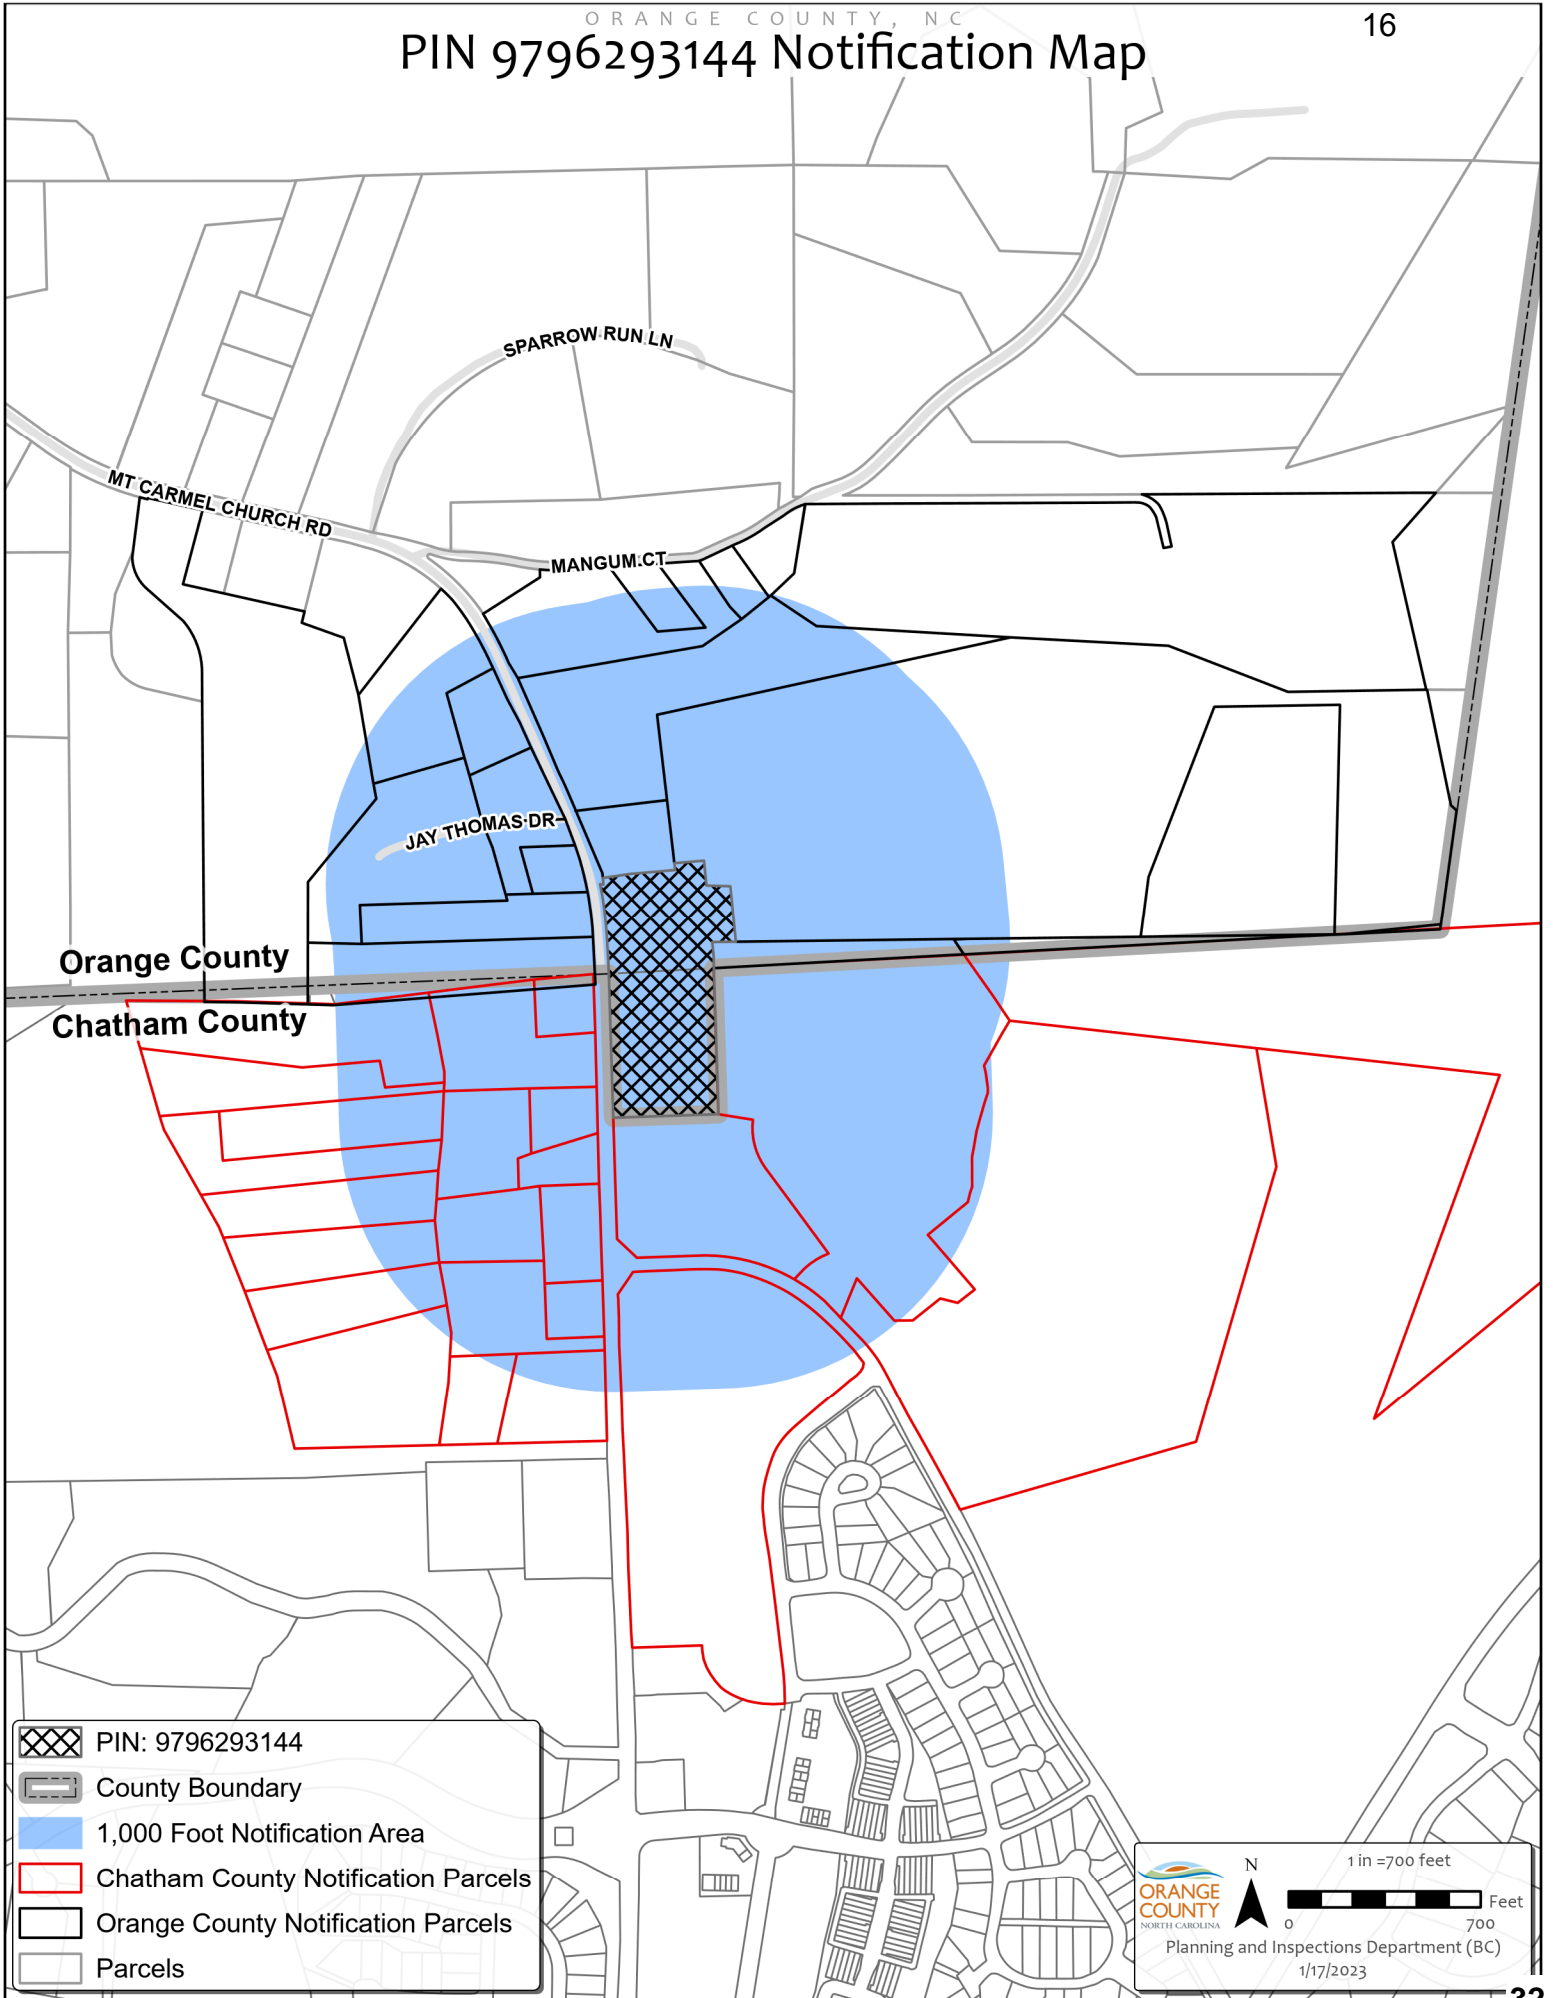 ORANGE COUNTY, NC
16
PIN 9796293144 Notification Map
SPARROW RUN LN
MT CARMEL CHURCH RD
MANGUM CT
JAY THOMAS DR
Orange County
Chatham County
PIN: 9796293144
County Boundary
1,000 Foot Notification Area
Chatham County Notification Parcels
Orange County Notification Parcels
Parcels
ORANGE
COUNTY
NORTH CAROLINA
N
1 in =700 feet
Feet
0 700
Planning and Inspections Department (BC)
1/17/2023
32